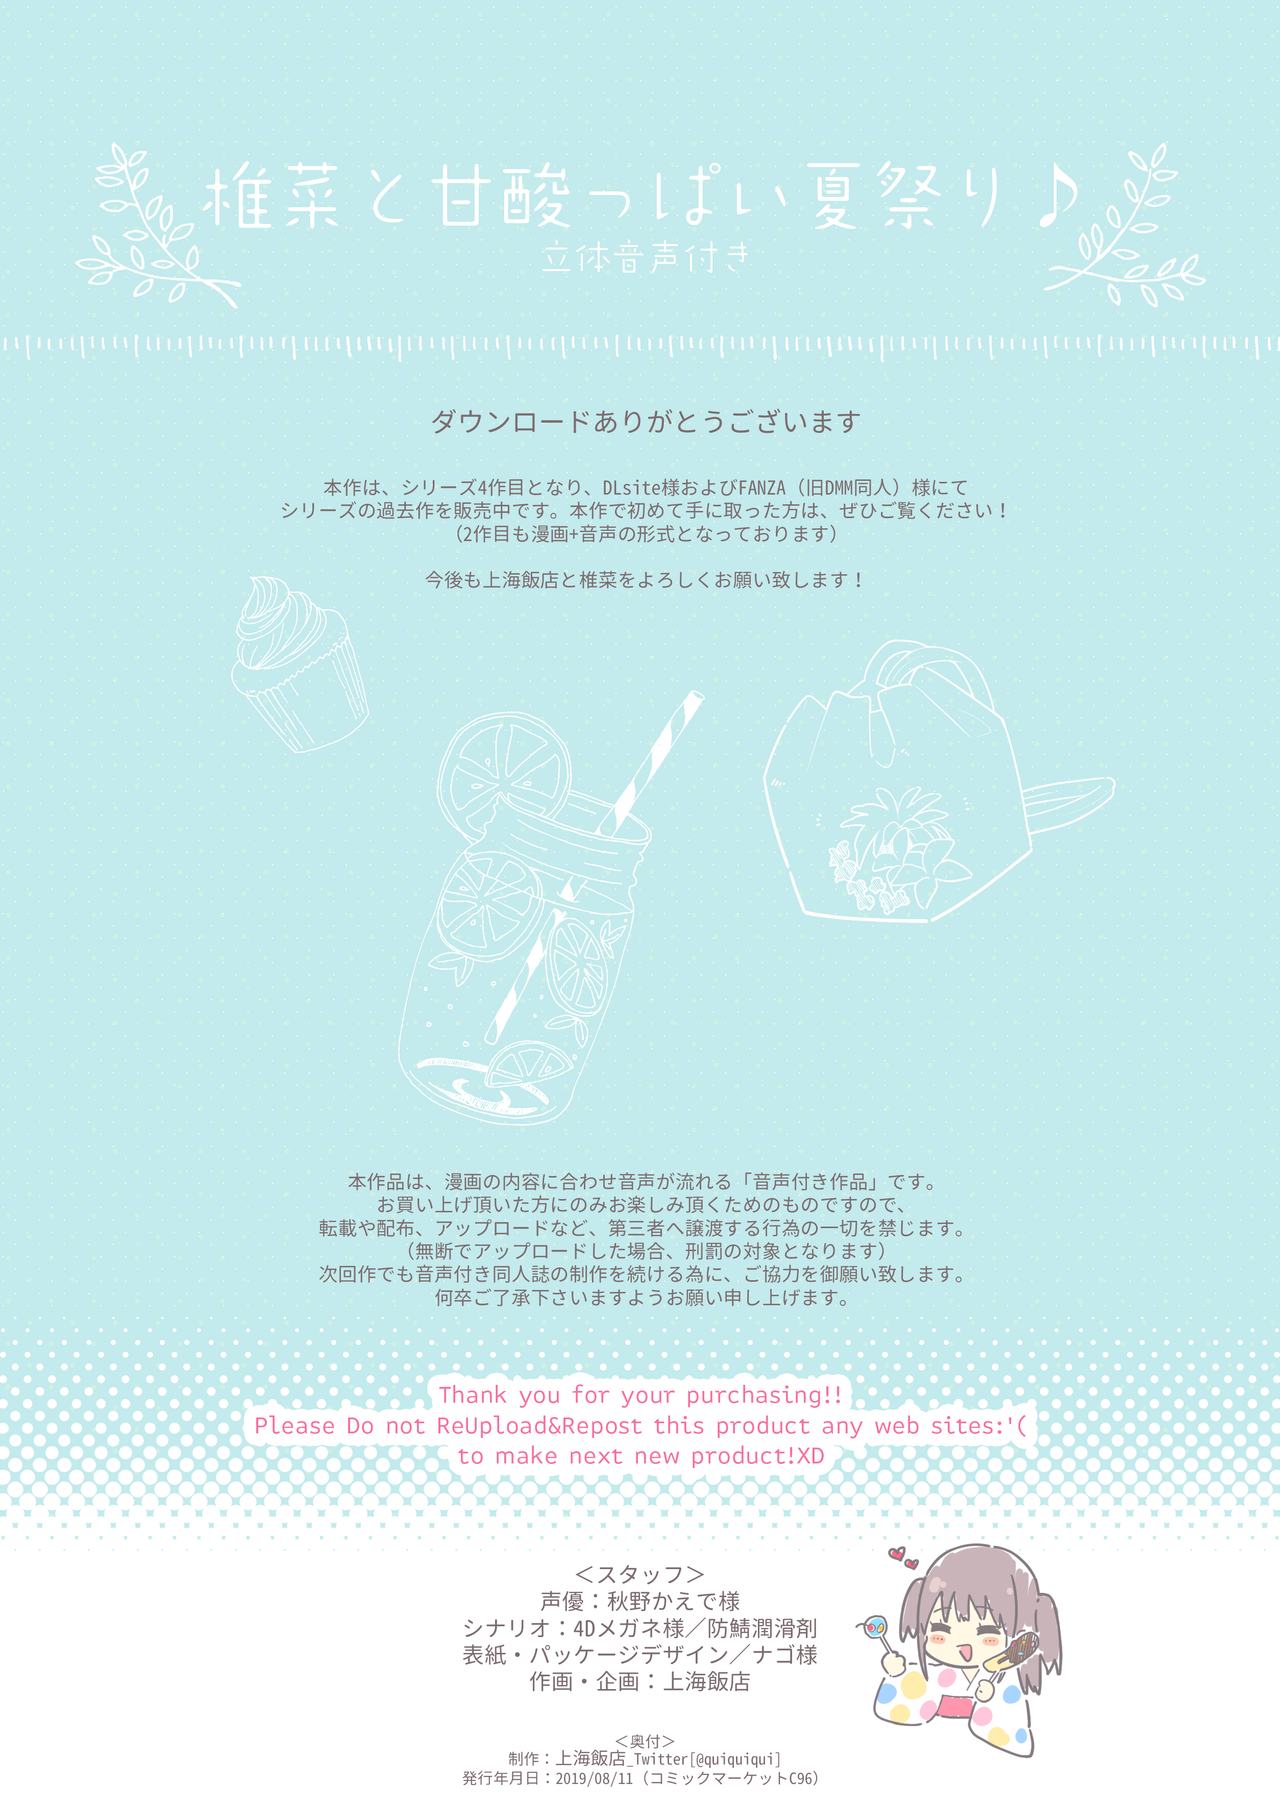 椎菜と甘酸っぱい夏祭り♪
立体音声付き
ダウンロードありがとうございます
本作は、シリーズ4作目となり、DLsite様およびFANZA（旧DMM同人）様にて
シリーズの過去作を販売中です。本作で初めて手に取った方は、ぜひご覧ください！
（2作目も漫画+音声の形式となっております）
今後も上海飯店と椎菜をよろしくお願い致します！
本作品は、漫画の内容に合わせ音声が流れる「音声付き作品」です。
お買い上げ頂いた方にのみお楽しみ頂くためのものですので、
転載や配布、アップロードなど、第三者へ譲渡する行為の一切を禁じます。
（無断でアップロードした場合、刑罰の対象となります）
次回作でも音声付き同人誌の制作を続ける為に、ご協力を御願い致します。
何卒ご了承下さいますようお願い申し上げます。
Thank you for your purchasing!!
Please Do not ReUpload&Repost this product any web sites:'(
to make next new product!XD
＜スタッフ＞
声優：秋野かえで様
シナリオ：4Dメガネ様／防鯖潤滑剤
表紙・パッケージデザイン／ナゴ様
作画・企画：上海飯店
＜奥付＞
制作：上海飯店_Twitter[@quiquiqui]
発行年月日：2019/08/11（コミックマーケットC96）